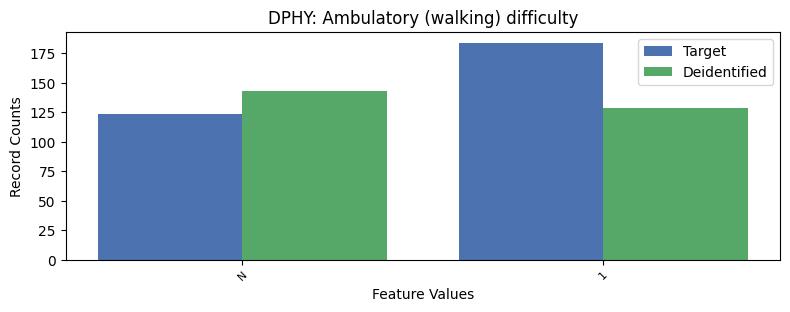 DPHY: Ambulatory (walking) difficulty
Target
Deidentified
Record Counts
175
150
125
100
75
50
25
0
N
1
Feature Values